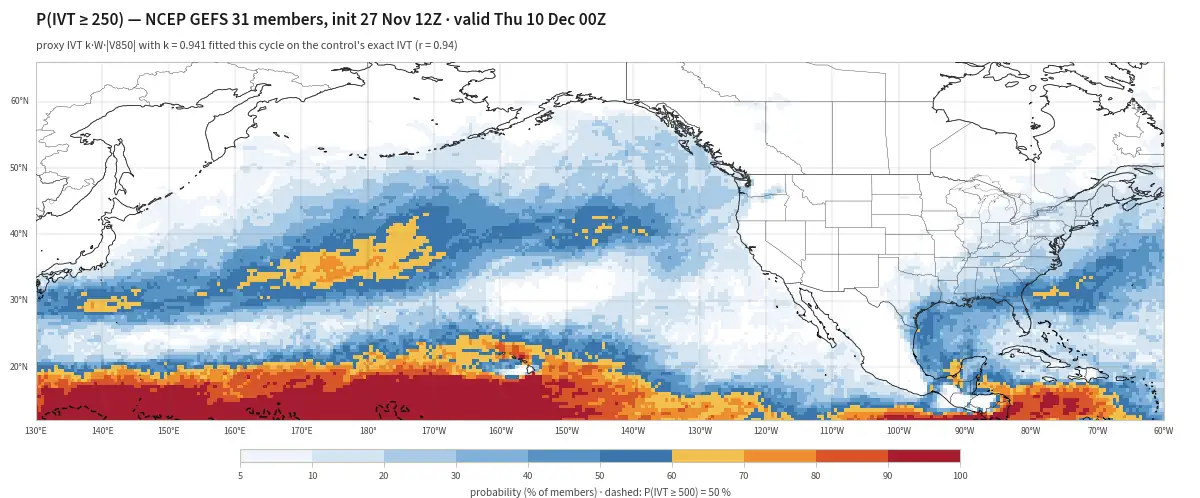 P(IVT ≥ 250) — NCEP GEFS 31 members, init 27 Nov 12Z · valid Thu 10 Dec 00Z
proxy IVT k·W·|V850| with k = 0.941 fitted this cycle on the control's exact IVT (r = 0.94)
60°N
50°N
40°N
30°N
20°N
130°E 140°E 150°E 160°E 170°E 180° 170°W 160°W 150°W 140°W 130°W 120°W 110°W 100°W 90°W 80°W 70°W 60°W
5 10 20 30 40 50 60 70 80 90 100
probability (% of members) · dashed: P(IVT ≥ 500) = 50 %